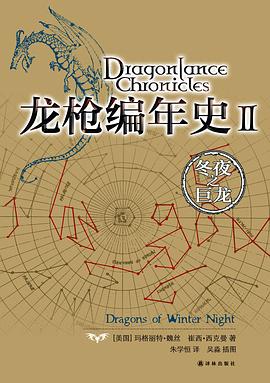 Dragonlance
Chronicles
龙枪编年史 II
冬夜
之
巨龙
Dragons of Winter Night
[美国] 玛格丽特·魏丝 崔西·西克曼 著
朱学恒 译 吴淼 插图
译林出版社